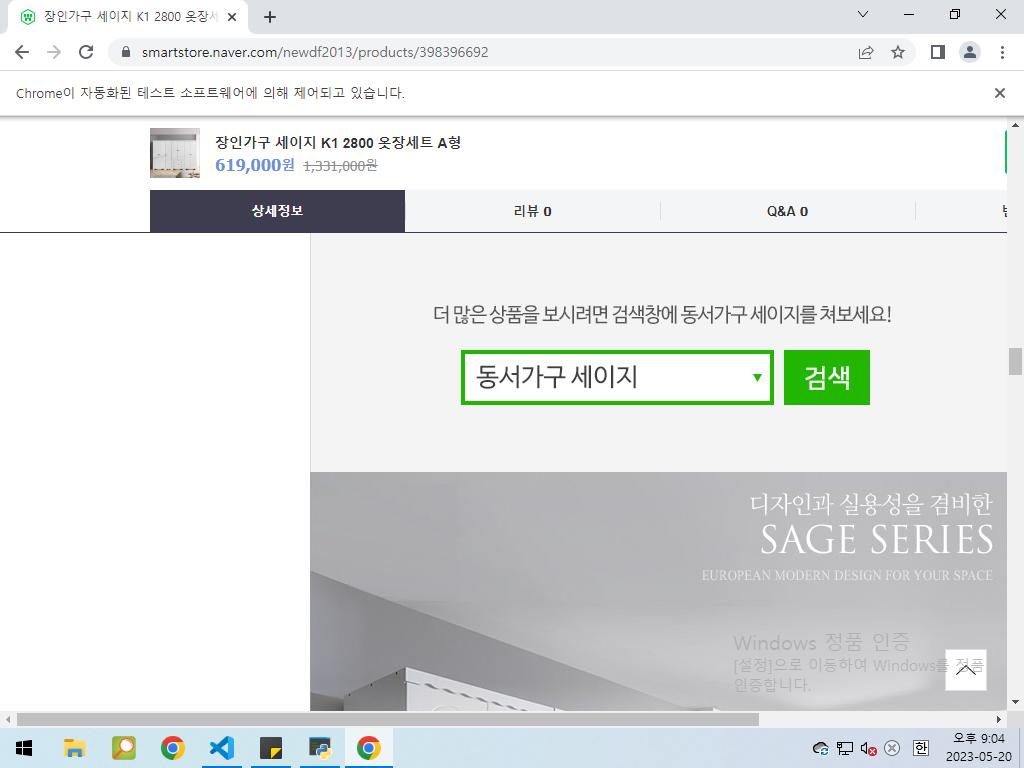 장인가구 세이지 K1 2800 옷장세
smartstore.naver.com/newdf2013/products/398396692
Chrome이 자동화된 테스트 소프트웨어에 의해 제어되고 있습니다.
장인가구 세이지 K1 2800 옷장세트 A형
619,000원 1,331,000원
상세정보
리뷰 0
Q&A 0
더 많은 상품을 보시려면 검색창에 동서가구 세이지를 쳐보세요!
동서가구 세이지
검색
디자인과 실용성을 겸비한
SAGE SERIES
EUROPEAN MODERN DESIGN FOR YOUR SPACE
Windows 정품 인증
[설정]으로 이동하여 Windows를 정품
인증합니다.
한
오후 9:04
2023-05-20